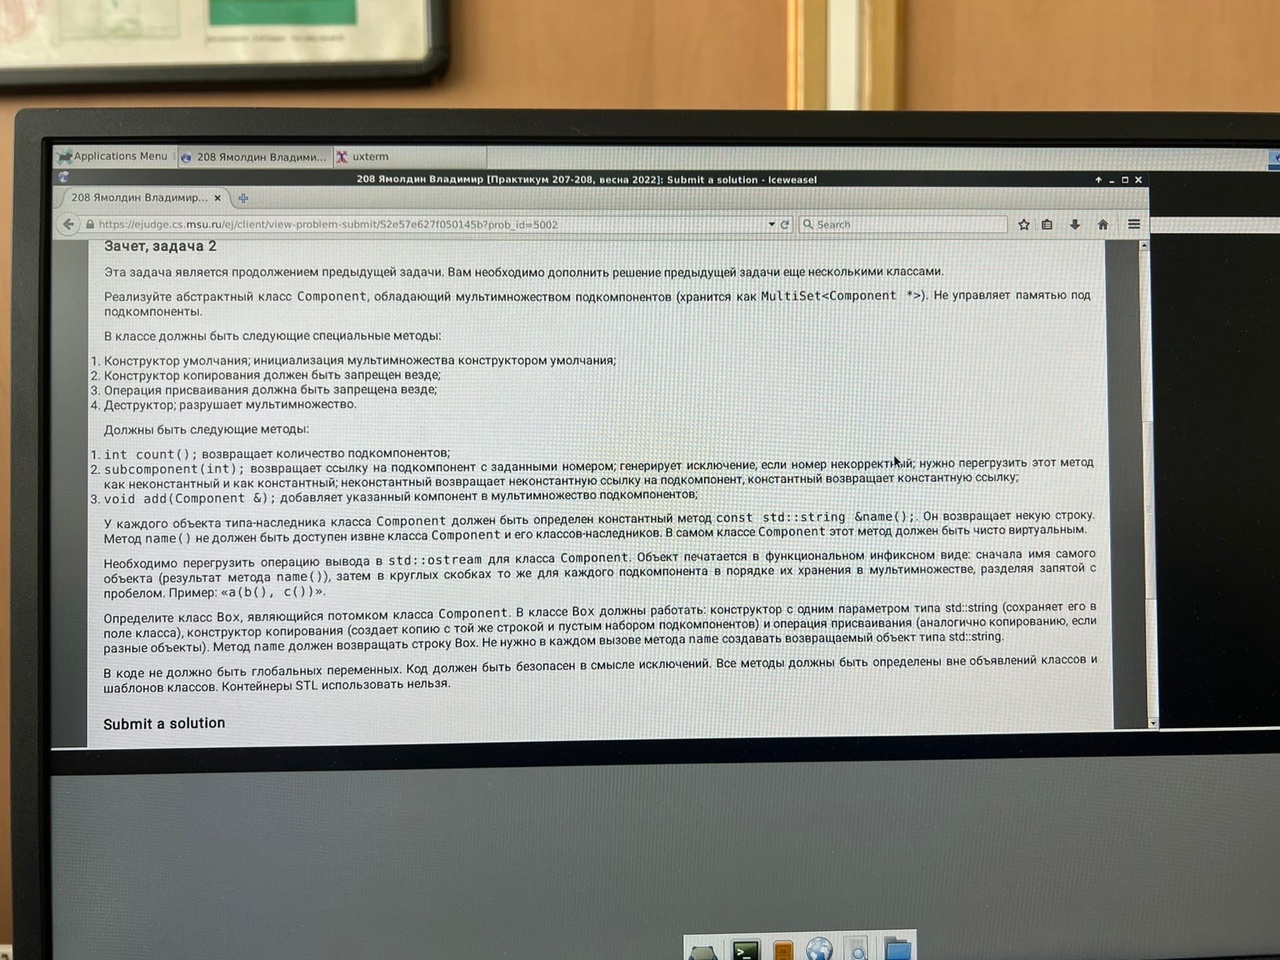 Applications Menu
208 Ямолдин Владими...
uxterm
208 Ямолдин Владимир [Практикум 207-208, весна 2022]: Submit a solution - Iceweasel
208 Ямолдин Владимир...
https://ejudge.cs.msu.ru/ej/client/view-problem-submit/S2e57e627f050145b?prob_id=5002
Search
Зачет, задача 2
Эта задача является продолжением предыдущей задачи. Вам необходимо дополнить решение предыдущей задачи еще несколькими классами.
Реализуйте абстрактный класс Component, обладающий мультимножеством подкомпонентов (хранится как MultiSet<Component *>). Не управляет памятью под
подкомпоненты.
В классе должны быть следующие специальные методы:
1. Конструктор умолчания; инициализация мультимножества конструктором умолчания;
2. Конструктор копирования должен быть запрещен везде;
3. Операция присваивания должна быть запрещена везде;
4. Деструктор; разрушает мультимножество.
Должны быть следующие методы:
1. int count(); возвращает количество подкомпонентов;
2. subcomponent(int); возвращает ссылку на подкомпонент с заданными номером; генерирует исключение, если номер некорректный; нужно перегрузить этот метод
как неконстантный и как константный; неконстантный возвращает неконстантную ссылку на подкомпонент, константный возвращает константную ссылку;
3. void add(Component &); добавляет указанный компонент в мультимножество подкомпонентов;
У каждого объекта типа-наследника класса Component должен быть определен константный метод const std::string &name();. Он возвращает некую строку.
Метод name() не должен быть доступен извне класса Component и его классов-наследников. В самом классе Component этот метод должен быть чисто виртуальным.
Необходимо перегрузить операцию вывода в std::ostream для класса Component. Объект печатается в функциональном инфиксном виде: сначала имя самого
объекта (результат метода name()), затем в круглых скобках то же для каждого подкомпонента в порядке их хранения в мультимножестве, разделяя запятой с
пробелом. Пример: «a(b(), c())».
Определите класс Box, являющийся потомком класса Component. В классе Box должны работать: конструктор с одним параметром типа std::string (сохраняет его в
поле класса), конструктор копирования (создает копию с той же строкой и пустым набором подкомпонентов) и операция присваивания (аналогично копированию, если
разные объекты). Метод name должен возвращать строку Box. Не нужно в каждом вызове метода name создавать возвращаемый объект типа std::string.
В коде не должно быть глобальных переменных. Код должен быть безопасен в смысле исключений. Все методы должны быть определены вне объявлений классов и
шаблонов классов. Контейнеры STL использовать нельзя.
Submit a solution